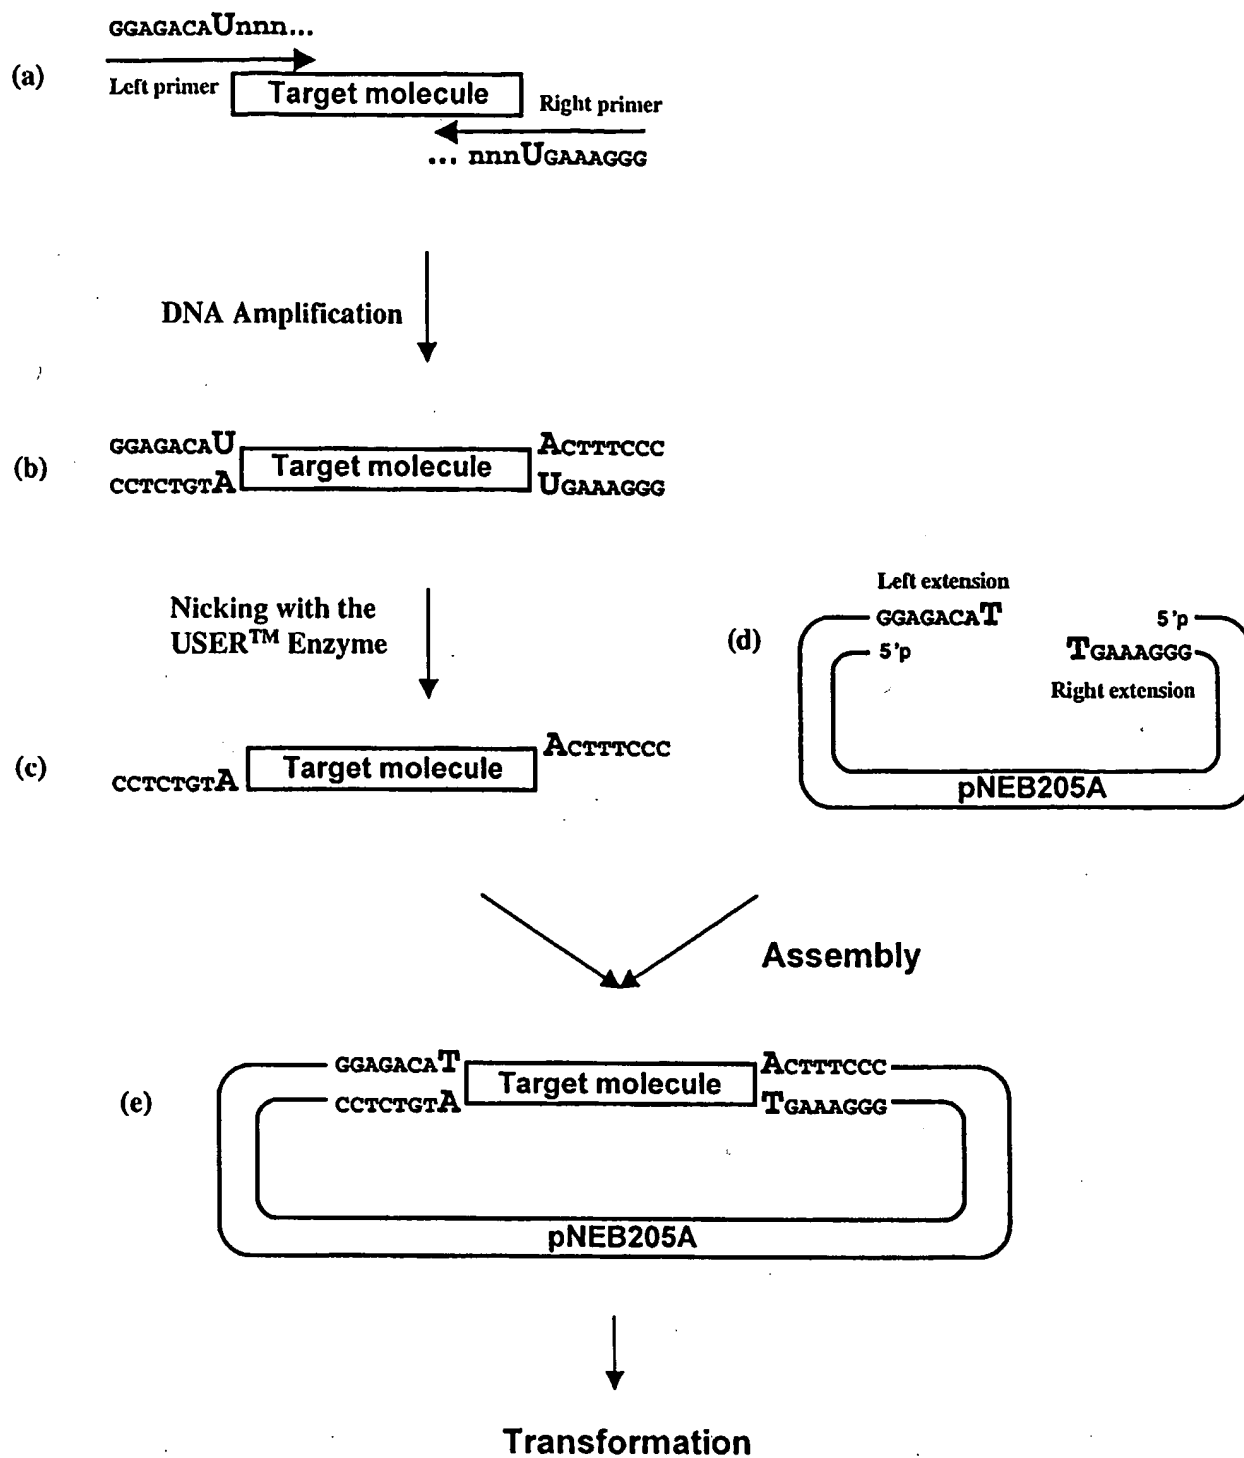 GGAGACAUnnn...
(a)
Left primer
Target molecule
Right primer
... nnnUGAAAGGG
DNA Amplification
(b)
GGAGACAU
ACTTTCCC
Target molecule
CCTCTGTA
UGAAAGGG
Nicking with the
USER™ Enzyme
(c)
ACTTTCCC
Target molecule
CCTCTGTA
(d)
Left extension
GGAGACAT
5'p
5'p
TGAAAGGG
Right extension
pNEB205A
Assembly
(e)
GGAGACAT
ACTTTCCC
Target molecule
CCTCTGTA
TGAAAGGG
pNEB205A
Transformation